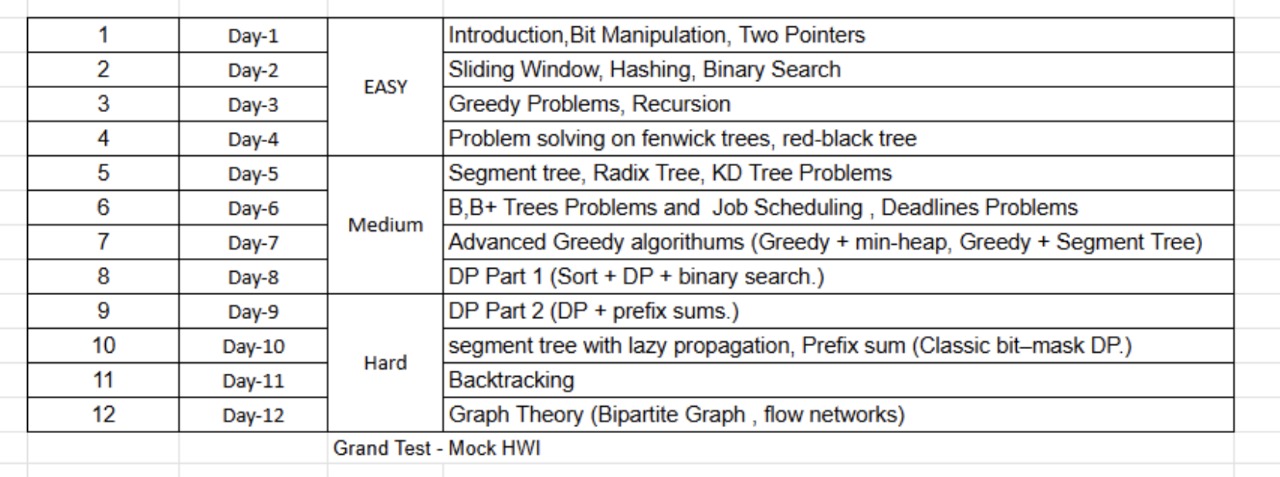 1 Day-1 Introduction,Bit Manipulation, Two Pointers
2 Day-2 Sliding Window, Hashing, Binary Search
EASY
3 Day-3 Greedy Problems, Recursion
4 Day-4 Problem solving on fenwick trees, red-black tree
5 Day-5 Segment tree, Radix Tree, KD Tree Problems
6 Day-6 B,B+ Trees Problems and  Job Scheduling , Deadlines Problems
Medium
7 Day-7 Advanced Greedy algorithums (Greedy + min-heap, Greedy + Segment Tree)
8 Day-8 DP Part 1 (Sort + DP + binary search.)
9 Day-9 DP Part 2 (DP + prefix sums.)
10 Day-10 segment tree with lazy propagation, Prefix sum (Classic bit–mask DP.)
Hard
11 Day-11 Backtracking
12 Day-12 Graph Theory (Bipartite Graph , flow networks)
Grand Test - Mock HWI